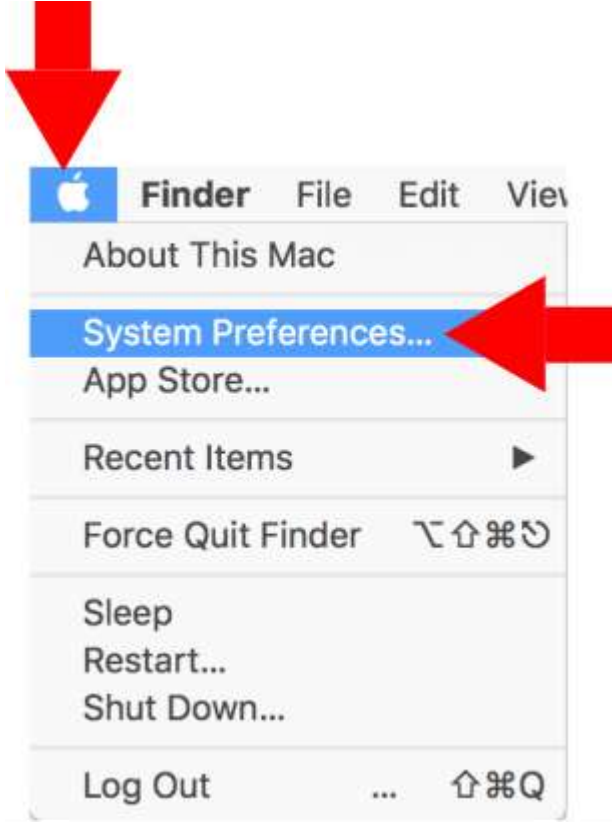 Finder File Edit
About This Mac
System Preferences...
App Store...
Recent Items ▶
Force Quit Finder ⌥⇧⌘⎋
Sleep
Restart...
Shut Down...
Log Out ... ⇧⌘Q